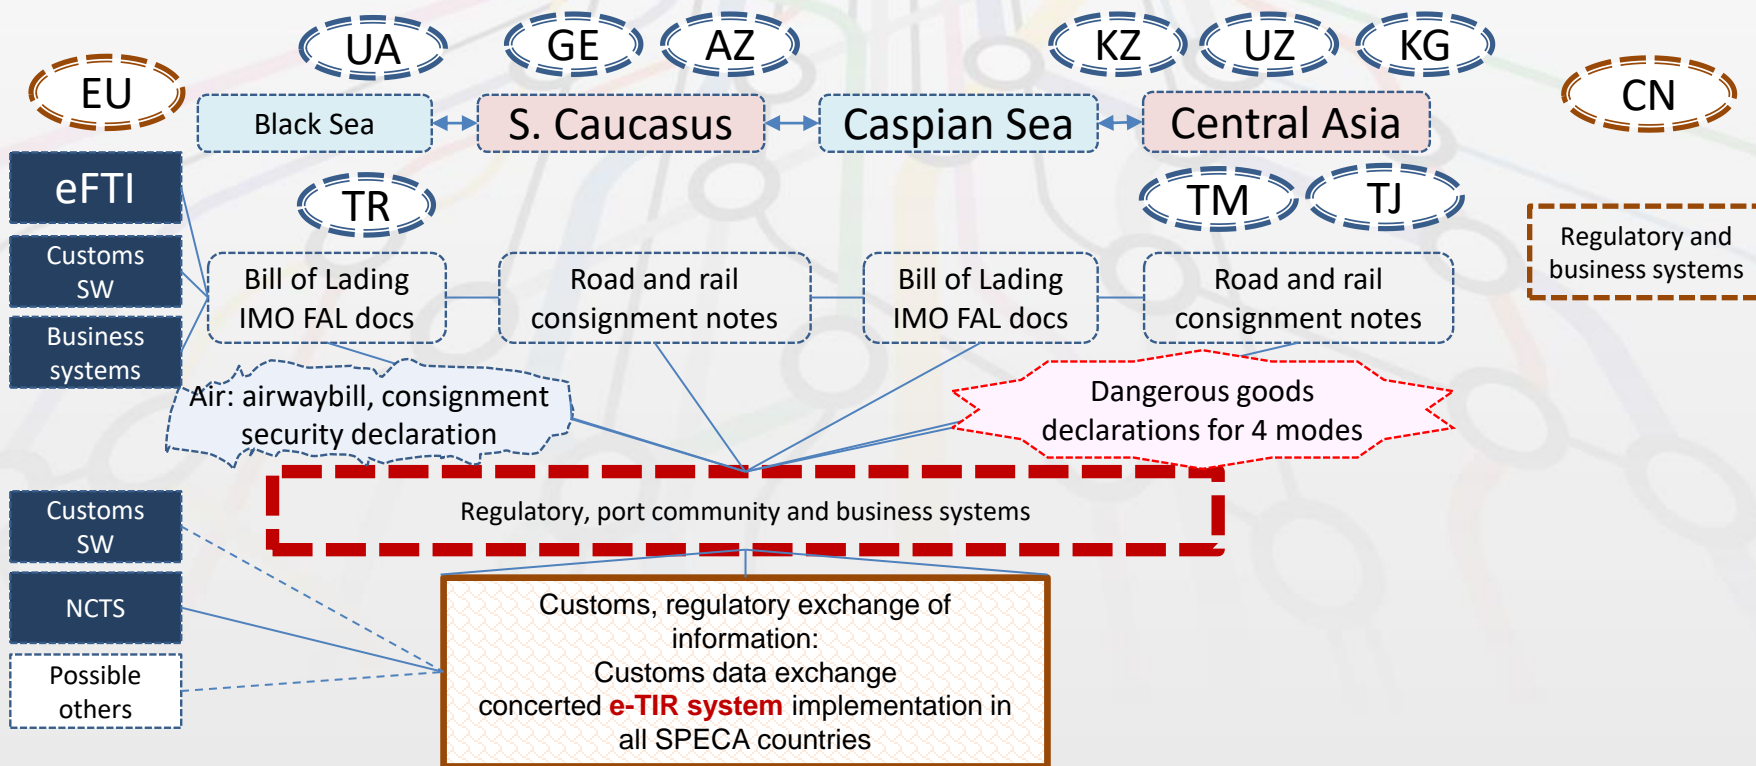 UA
GE
AZ
KZ
UZ
KG
EU
CN
Black Sea
S. Caucasus
Caspian Sea
Central Asia
eFTI
TR
TM
TJ
Customs
SW
Business
systems
Bill of Lading
IMO FAL docs
Road and rail
consignment notes
Bill of Lading
IMO FAL docs
Road and rail
consignment notes
Regulatory and
business systems
Air: airwaybill, consignment
security declaration
Dangerous goods
declarations for 4 modes
Regulatory, port community and business systems
Customs
SW
NCTS
Possible
others
Customs, regulatory exchange of
information:
Customs data exchange
concerted e-TIR system implementation in
all SPECA countries